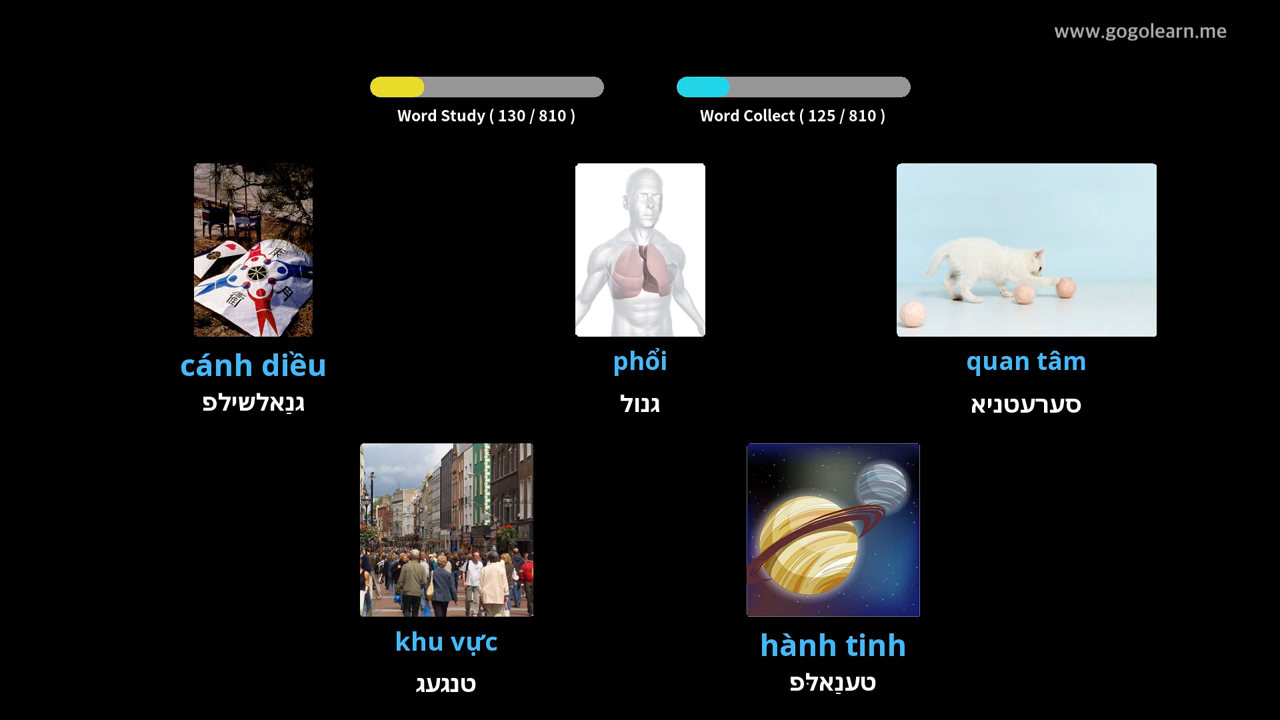 www.gogolearn.me
Word Study ( 130 / 810 )
Word Collect ( 125 / 810 )
cánh diều
גנַאלשילפ
phổi
גנול
quan tâm
סערעטניא
khu vực
טנגעג
hành tinh
טענַאלּפ